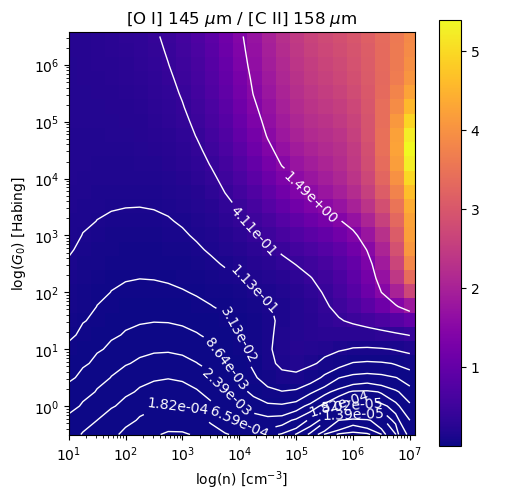 [O I] 145 μm / [C II] 158 μm
log(G₀) [Habing]
10⁶
10⁵
10⁴
10³
10²
10¹
10⁰
1.49e+00
4.11e-01
1.13e-01
3.13e-02
8.64e-03
2.39e-03
1.82e-04 6.59e-04
1.39e-05
10¹ 10² 10³ 10⁴ 10⁵ 10⁶ 10⁷
log(n) [cm⁻³]
5
4
3
2
1